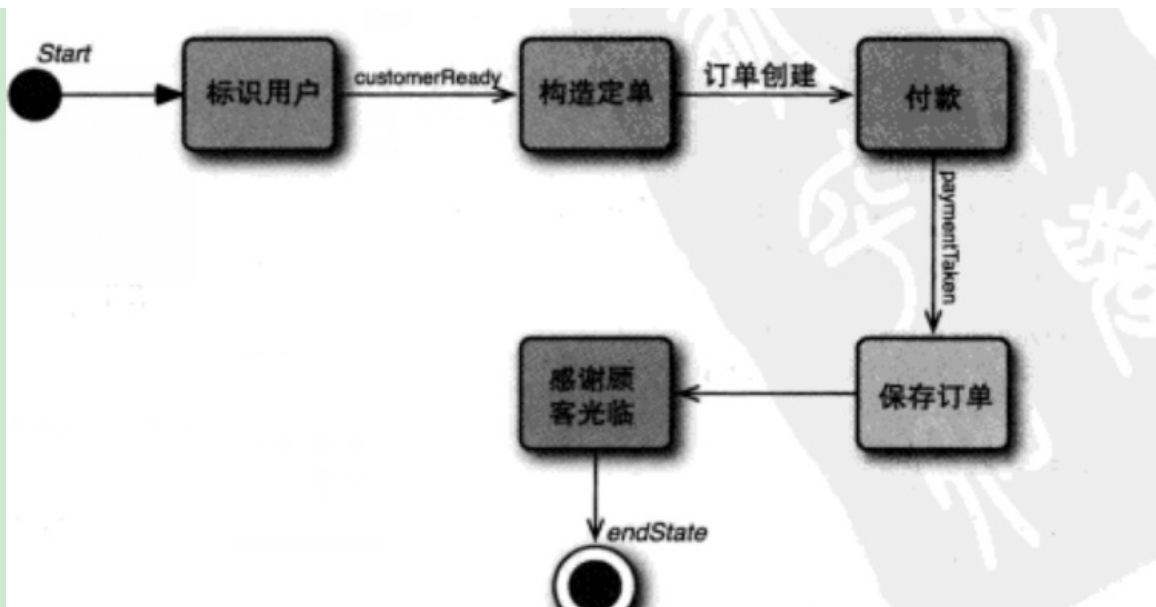 Start
标识用户
customerReady
构造定单
订单创建
付款
paymentTaken
保存订单
感谢顾
客光临
endState